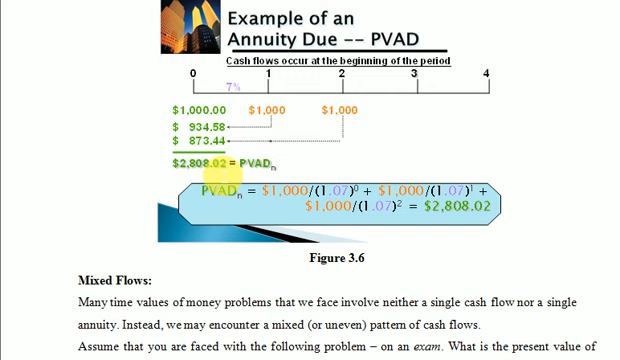 Example of an
Annuity Due -- PVAD
Cash flows occur at the beginning of the period
0 1 2 3 4
7%
$1,000.00 $1,000 $1,000
$ 934.58
$ 873.44
$2,808.02 = PVADn
PVADn = $1,000/(1.07)0 + $1,000/(1.07)1 +
$1,000/(1.07)2 = $2,808.02
Figure 3.6
Mixed Flows:
Many time values of money problems that we face involve neither a single cash flow nor a single
annuity. Instead, we may encounter a mixed (or uneven) pattern of cash flows.
Assume that you are faced with the following problem – on an exam. What is the present value of